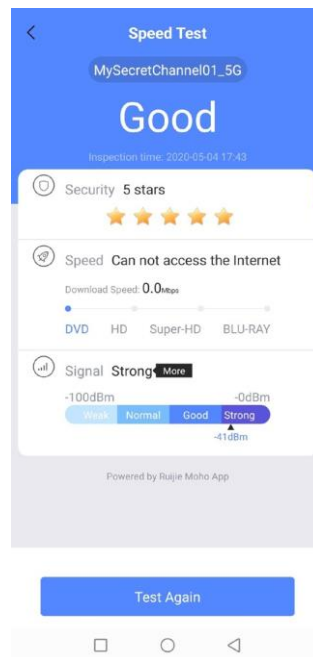 Speed Test
MySecretChannel01_5G
Good
Inspection time: 2020-05-04 17:43
Security 5 stars
Speed Can not access the Internet
Download Speed: 0.0Mbps
DVD HD Super-HD BLU-RAY
Signal Strong More
-100dBm -0dBm
Weak Normal Good Strong
-41dBm
Powered by Ruijie Moho App
Test Again